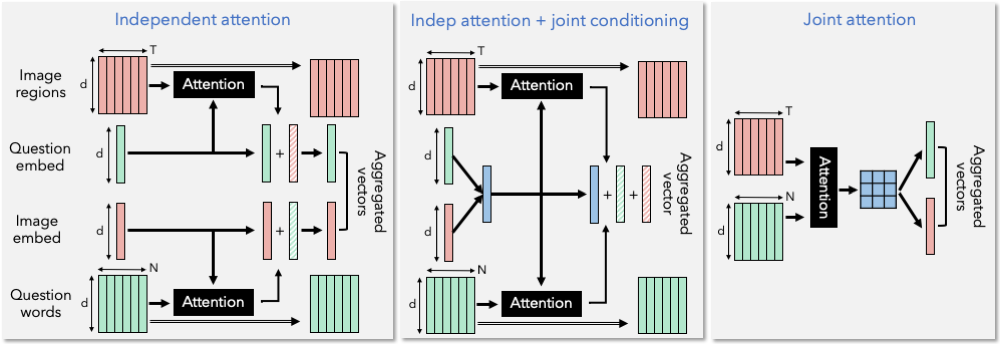 Independent attention
T
Image
regions
d
Attention
Question
embed
d
+
Aggregated
vectors
Image
embed
d
+
N
Question
words
d
Attention
Indep attention + joint conditioning
T
d
Attention
d
+
+
Aggregated
vector
d
N
d
Attention
Joint attention
T
d
Attention
N
d
Aggregated
vectors